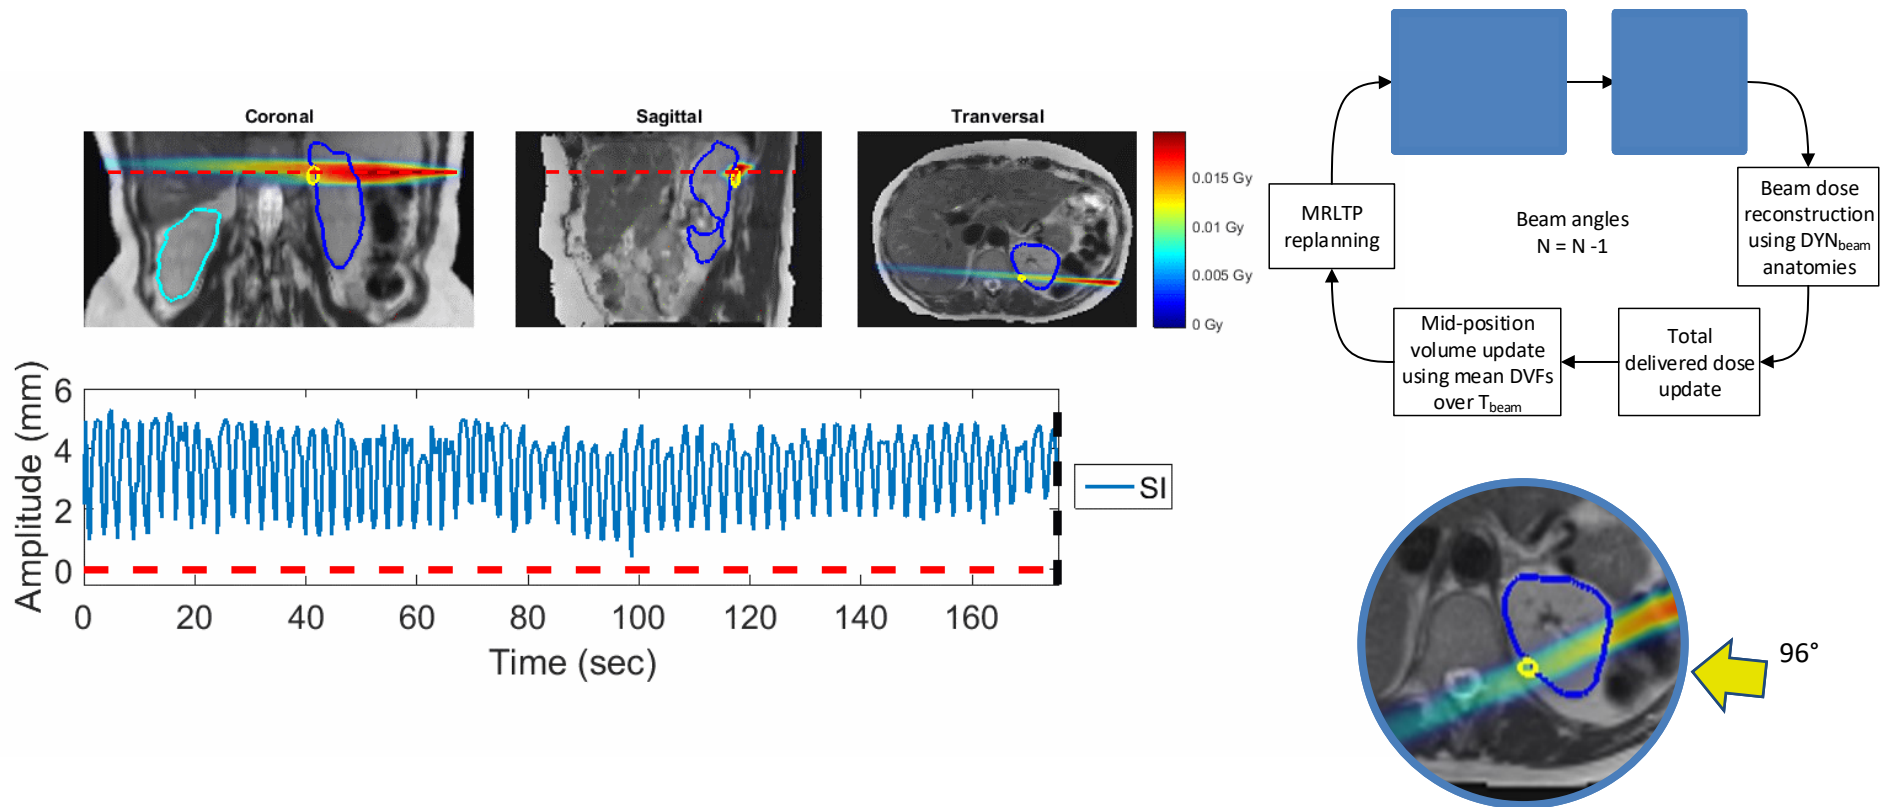 Coronal
Sagittal
Tranversal
0.015 Gy
0.01 Gy
0.005 Gy
0 Gy
Amplitude (mm)
6
4
2
0
0
20
40
60
80
100
120
140
160
Time (sec)
SI
MRLTP
replanning
Beam angles
N = N -1
Beam dose
reconstruction
using DYNbeam
anatomies
Mid-position
volume update
using mean DVFs
over Tbeam
Total
delivered dose
update
96°